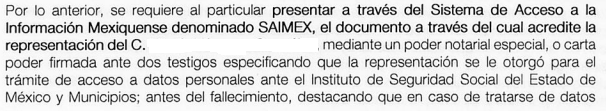 Por lo anterior, se requiere al particular presentar a través del Sistema de Acceso a la
Información Mexiquense denominado SAIMEX, el documento a través del cual acredite la
representación del C. , mediante un poder notarial especial, o carta
poder firmada ante dos testigos especificando que la representación se le otorgó para el
trámite de acceso a datos personales ante el Instituto de Seguridad Social del Estado de
México y Municipios; antes del fallecimiento, destacando que en caso de tratarse de datos